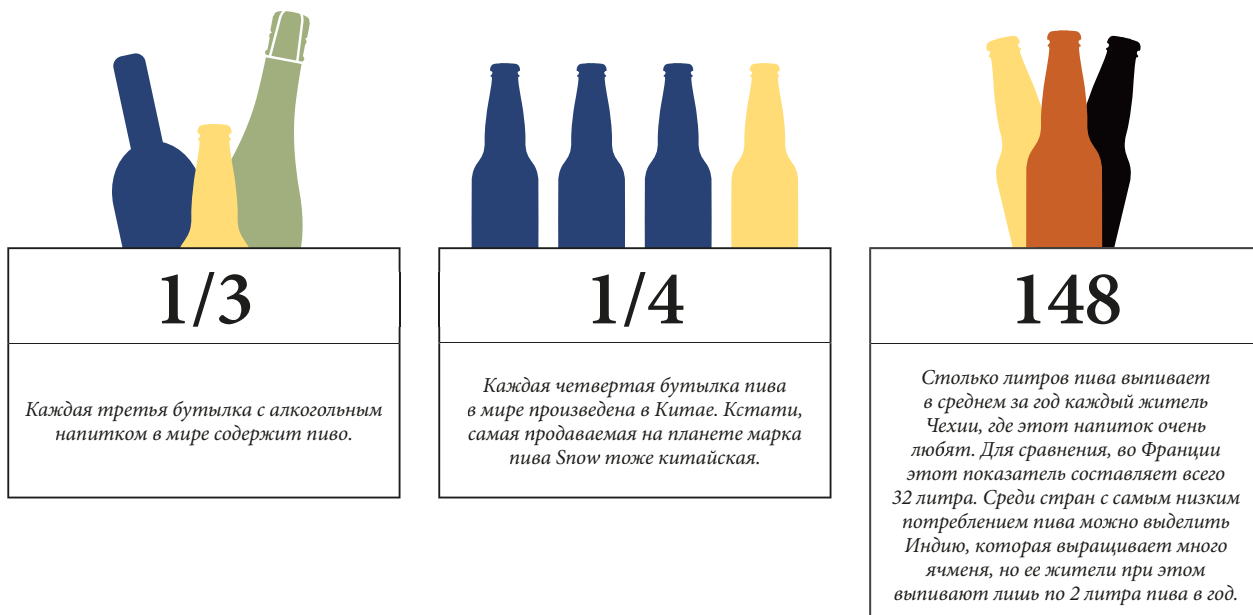 1/3
Каждая третья бутылка с алкогольным
напитком в мире содержит пиво.
1/4
Каждая четвертая бутылка пива
в мире произведена в Китае. Кстати,
самая продаваемая на планете марка
пива Snow тоже китайская.
148
Столько литров пива выпивает
в среднем за год каждый житель
Чехии, где этот напиток очень
любят. Для сравнения, во Франции
этот показатель составляет всего
32 литра. Среди стран с самым низким
потреблением пива можно выделить
Индию, которая выращивает много
ячменя, но ее жители при этом
выпивают лишь по 2 литра пива в год.